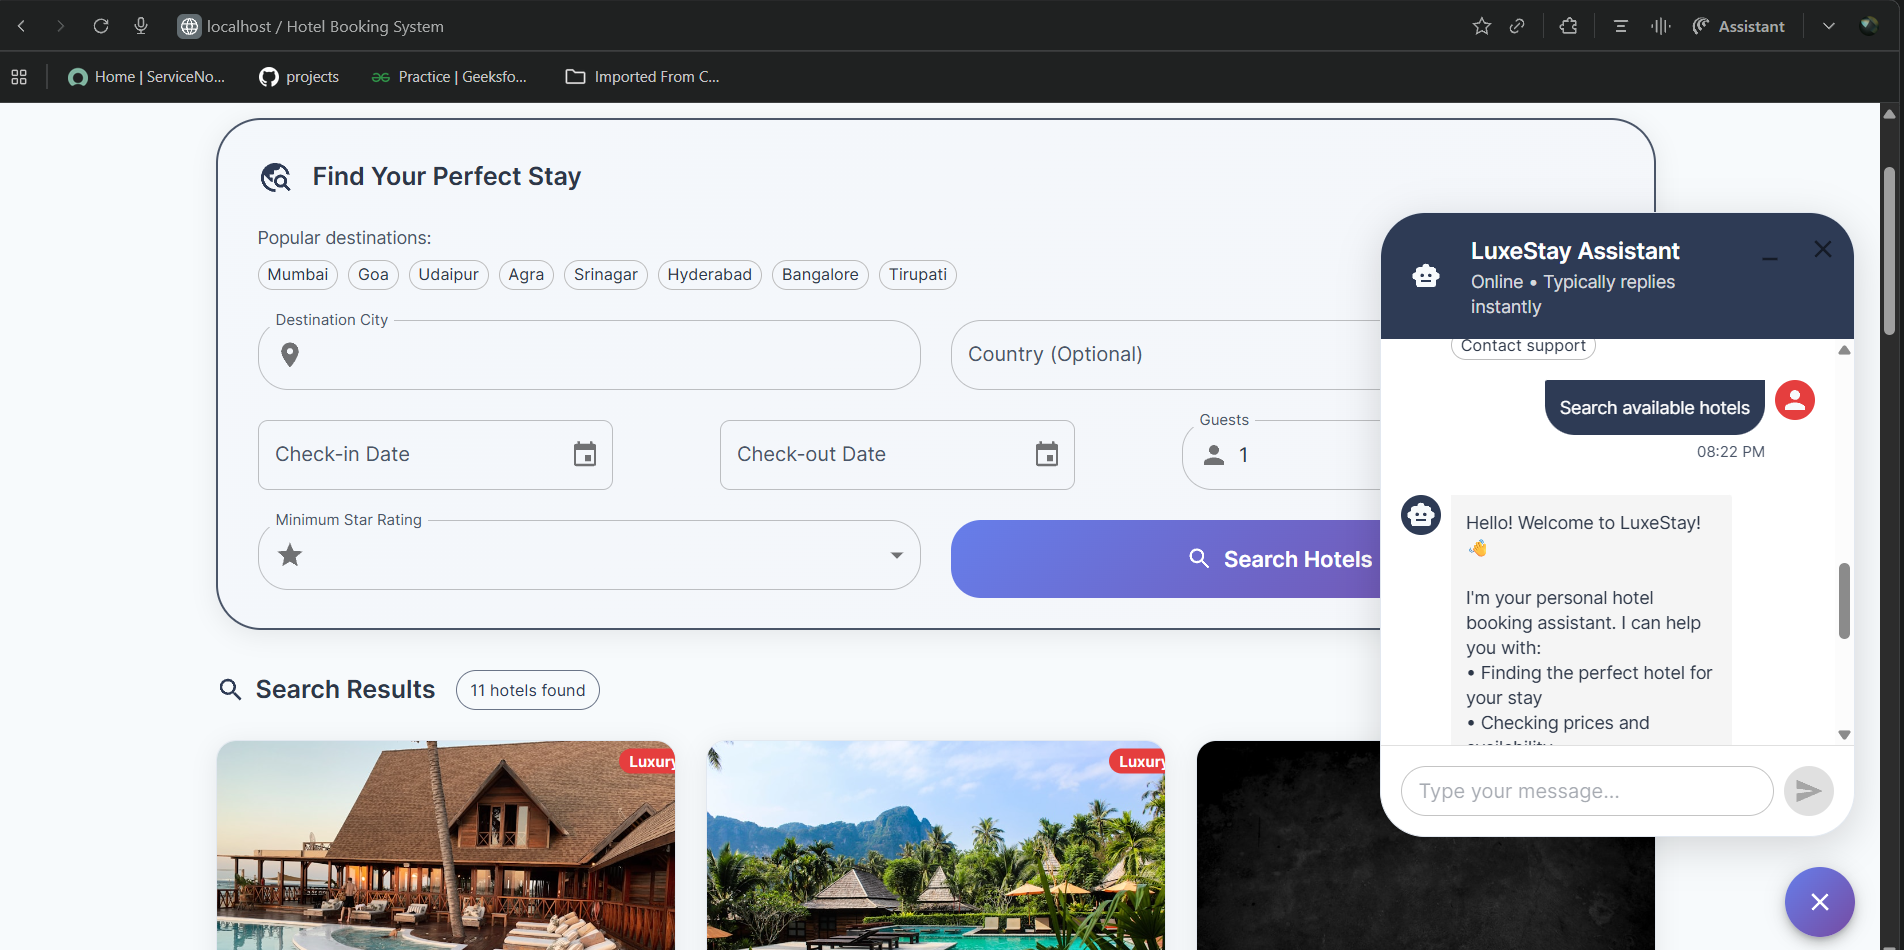 localhost / Hotel Booking System
Assistant
Home | ServiceNo...
projects
Practice | Geeksfo...
Imported From C...
Find Your Perfect Stay
Popular destinations:
Mumbai
Goa
Udaipur
Agra
Srinagar
Hyderabad
Bangalore
Tirupati
Destination City
Country (Optional)
Check-in Date
Check-out Date
Guests
1
Minimum Star Rating
Search Hotels
Search Results
11 hotels found
Luxury
Luxury
LuxeStay Assistant
Online • Typically replies
instantly
Contact support
Search available hotels
08:22 PM
Hello! Welcome to LuxeStay!
👋
I'm your personal hotel
booking assistant. I can help
you with:
• Finding the perfect hotel for
your stay
• Checking prices and
availability
Type your message...